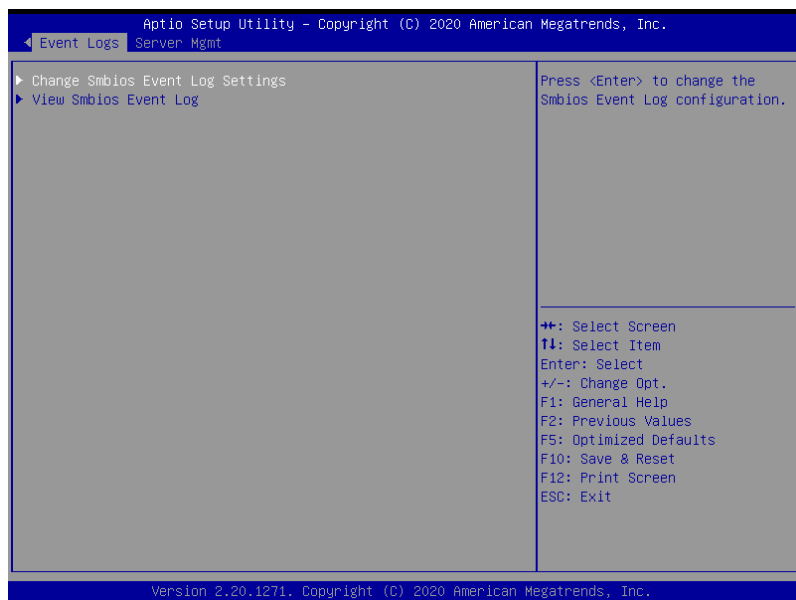 Aptio Setup Utility – Copyright (C) 2020 American Megatrends, Inc.
Event Logs Server Mgmt
Change Smbios Event Log Settings
View Smbios Event Log
Press <Enter> to change the
Smbios Event Log configuration.
→←: Select Screen
↑↓: Select Item
Enter: Select
+/-: Change Opt.
F1: General Help
F2: Previous Values
F5: Optimized Defaults
F10: Save & Reset
F12: Print Screen
ESC: Exit
Version 2.20.1271. Copyright (C) 2020 American Megatrends, Inc.